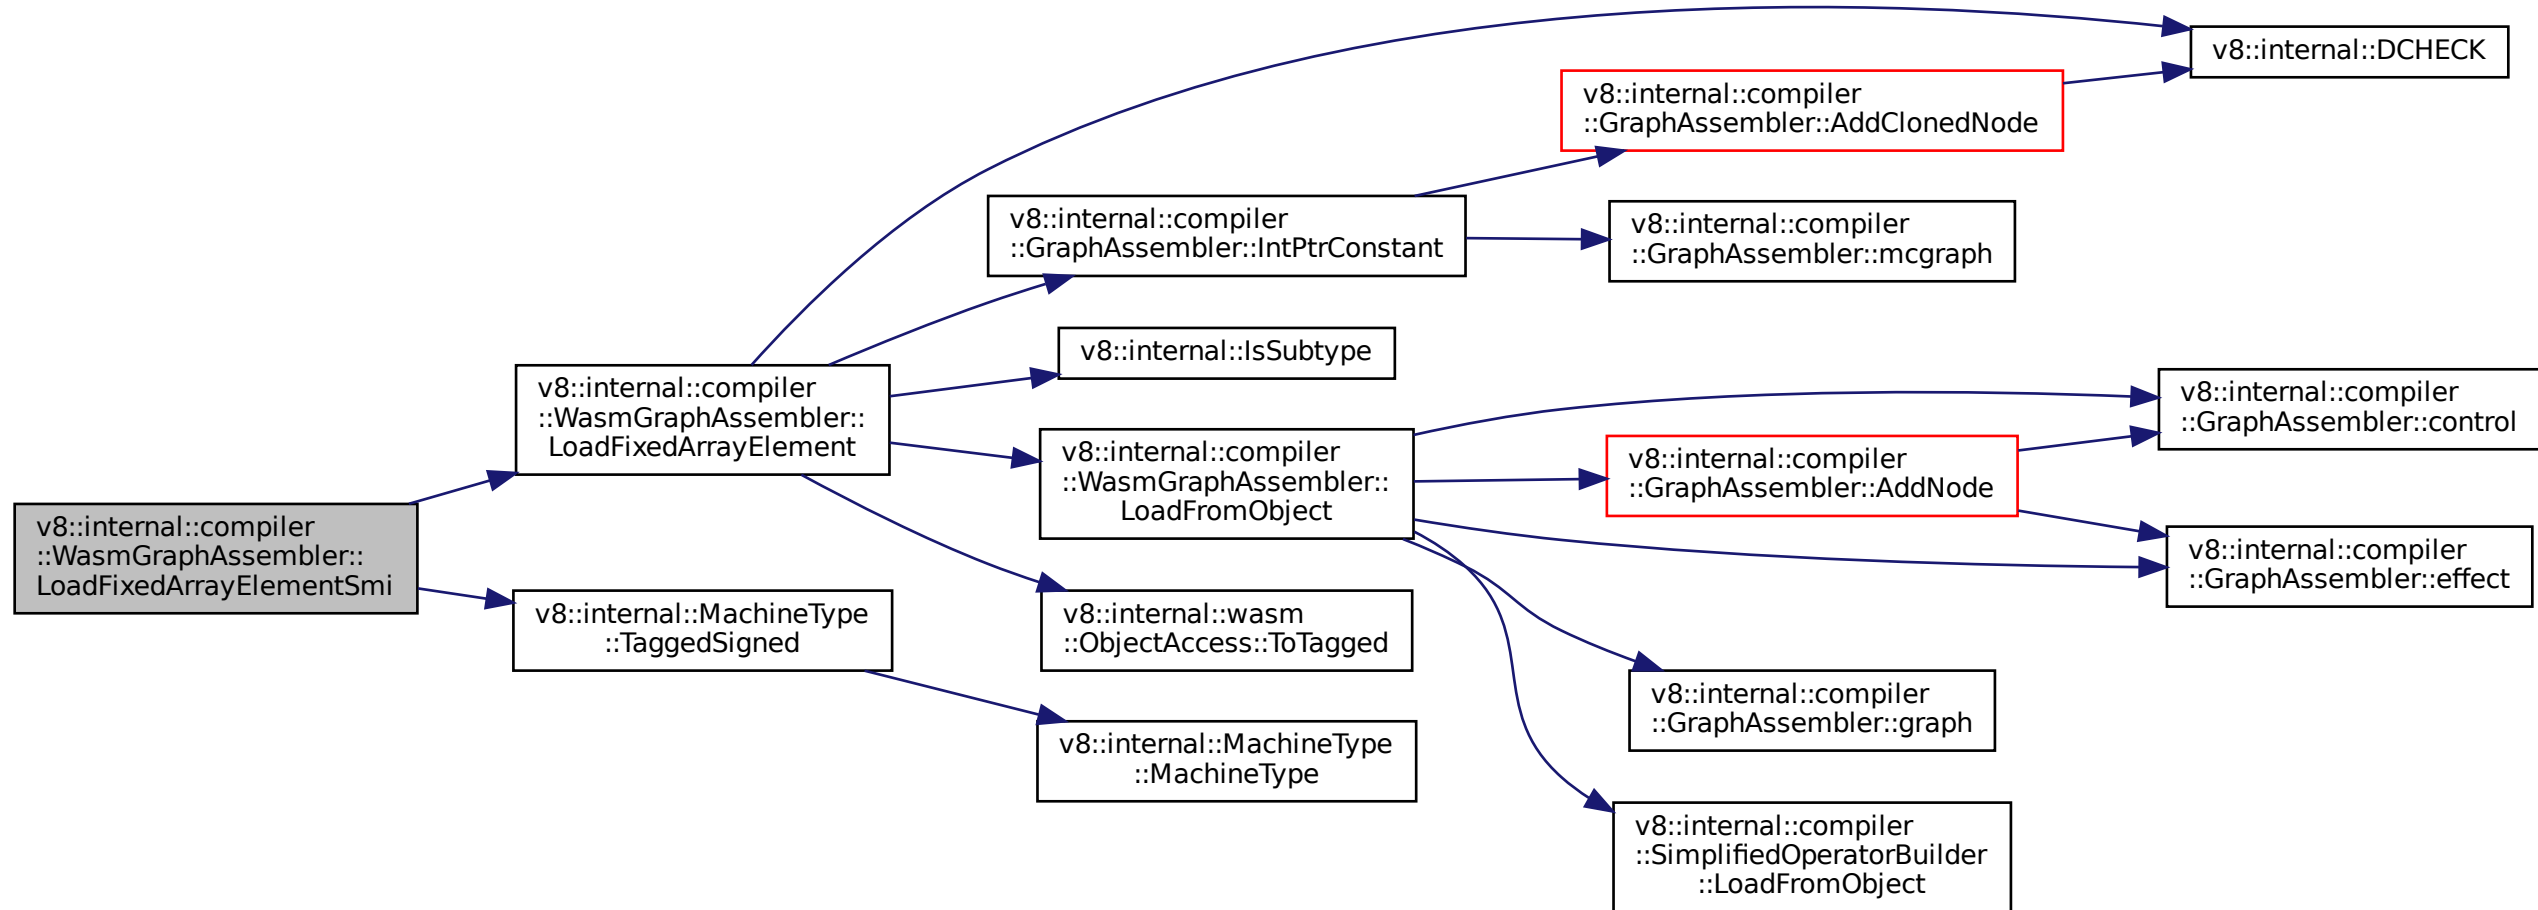 v8::internal::compiler
::WasmGraphAssembler::
LoadFixedArrayElementSmi
v8::internal::compiler
::WasmGraphAssembler::
LoadFixedArrayElement
v8::internal::MachineType
::TaggedSigned
v8::internal::DCHECK
v8::internal::compiler
::GraphAssembler::IntPtrConstant
v8::internal::compiler
::GraphAssembler::AddClonedNode
v8::internal::compiler
::GraphAssembler::mcgraph
v8::internal::IsSubtype
v8::internal::compiler
::WasmGraphAssembler::
LoadFromObject
v8::internal::compiler
::GraphAssembler::AddNode
v8::internal::compiler
::GraphAssembler::control
v8::internal::compiler
::GraphAssembler::effect
v8::internal::wasm
::ObjectAccess::ToTagged
v8::internal::compiler
::GraphAssembler::graph
v8::internal::MachineType
::MachineType
v8::internal::compiler
::SimplifiedOperatorBuilder
::LoadFromObject